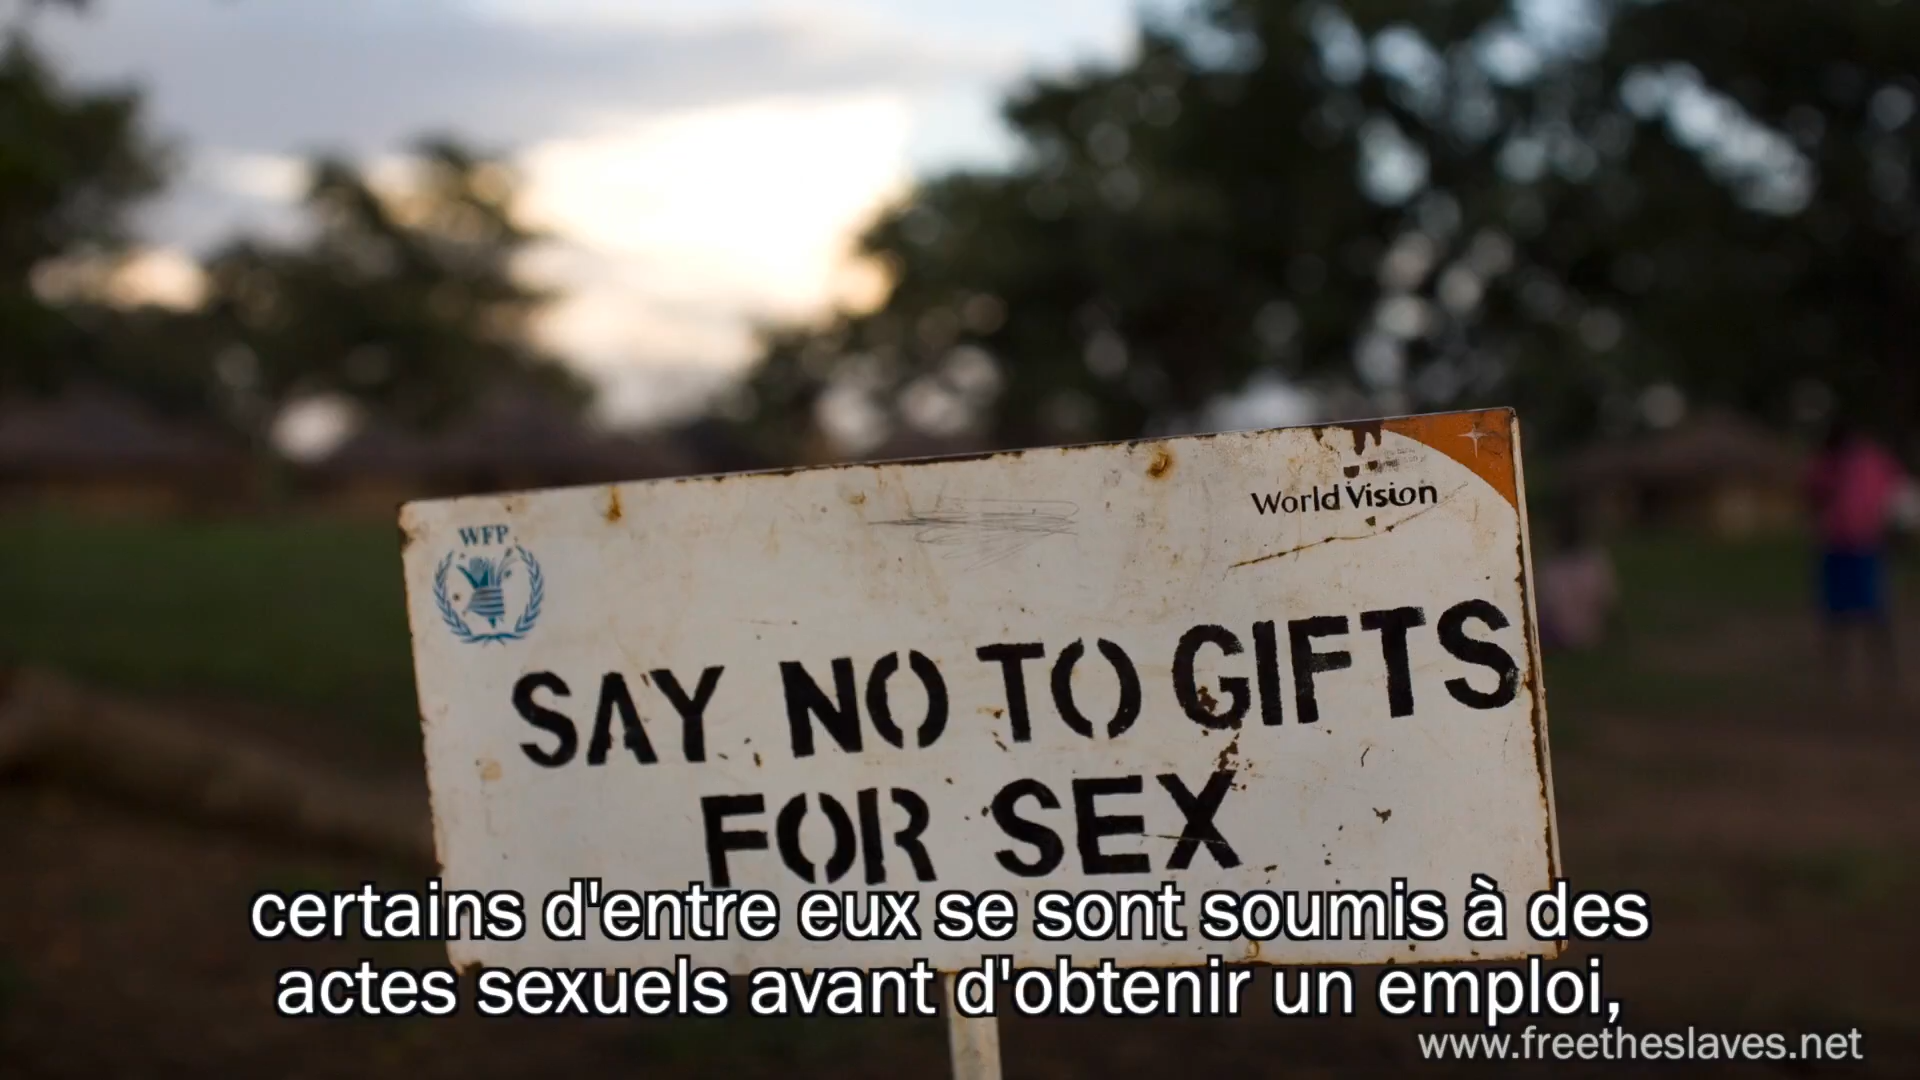 World Vision
WFP
SAY NO TO GIFTS
FOR SEX
certains d'entre eux se sont soumis à des
actes sexuels avant d'obtenir un emploi,
www.freetheslaves.net